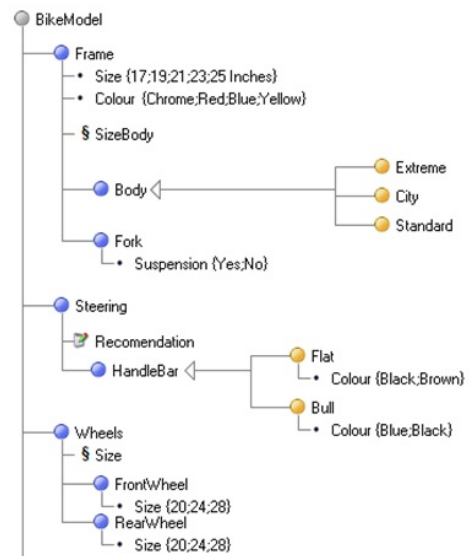 BikeModel
Frame
• Size {17;19;21;23;25 Inches}
• Colour {Chrome;Red;Blue;Yellow}
§ SizeBody
Extreme
Body
City
Standard
Fork
• Suspension {Yes;No}
Steering
Recomendation
Flat
HandleBar
• Colour {Black;Brown}
Bull
• Colour {Blue;Black}
Wheels
§ Size
FrontWheel
• Size {20;24;28}
RearWheel
• Size {20;24;28}